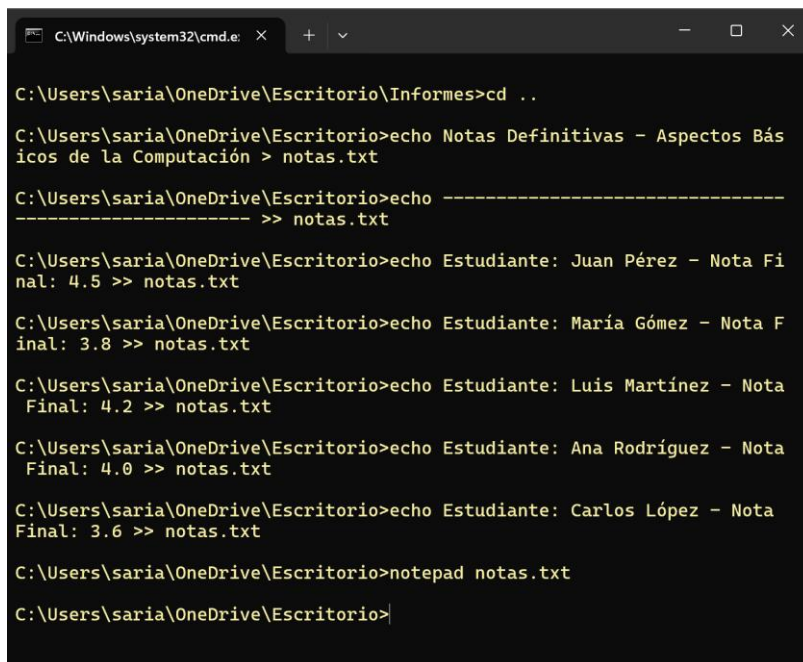 C:\Windows\system32\cmd.e:
C:\Users\saria\OneDrive\Escritorio\Informes>cd ..
C:\Users\saria\OneDrive\Escritorio>echo Notas Definitivas - Aspectos Bás
icos de la Computación > notas.txt
C:\Users\saria\OneDrive\Escritorio>echo --------------------------------
---------------------- >> notas.txt
C:\Users\saria\OneDrive\Escritorio>echo Estudiante: Juan Pérez - Nota Fi
nal: 4.5 >> notas.txt
C:\Users\saria\OneDrive\Escritorio>echo Estudiante: María Gómez - Nota F
inal: 3.8 >> notas.txt
C:\Users\saria\OneDrive\Escritorio>echo Estudiante: Luis Martínez - Nota
 Final: 4.2 >> notas.txt
C:\Users\saria\OneDrive\Escritorio>echo Estudiante: Ana Rodríguez - Nota
 Final: 4.0 >> notas.txt
C:\Users\saria\OneDrive\Escritorio>echo Estudiante: Carlos López - Nota
Final: 3.6 >> notas.txt
C:\Users\saria\OneDrive\Escritorio>notepad notas.txt
C:\Users\saria\OneDrive\Escritorio>